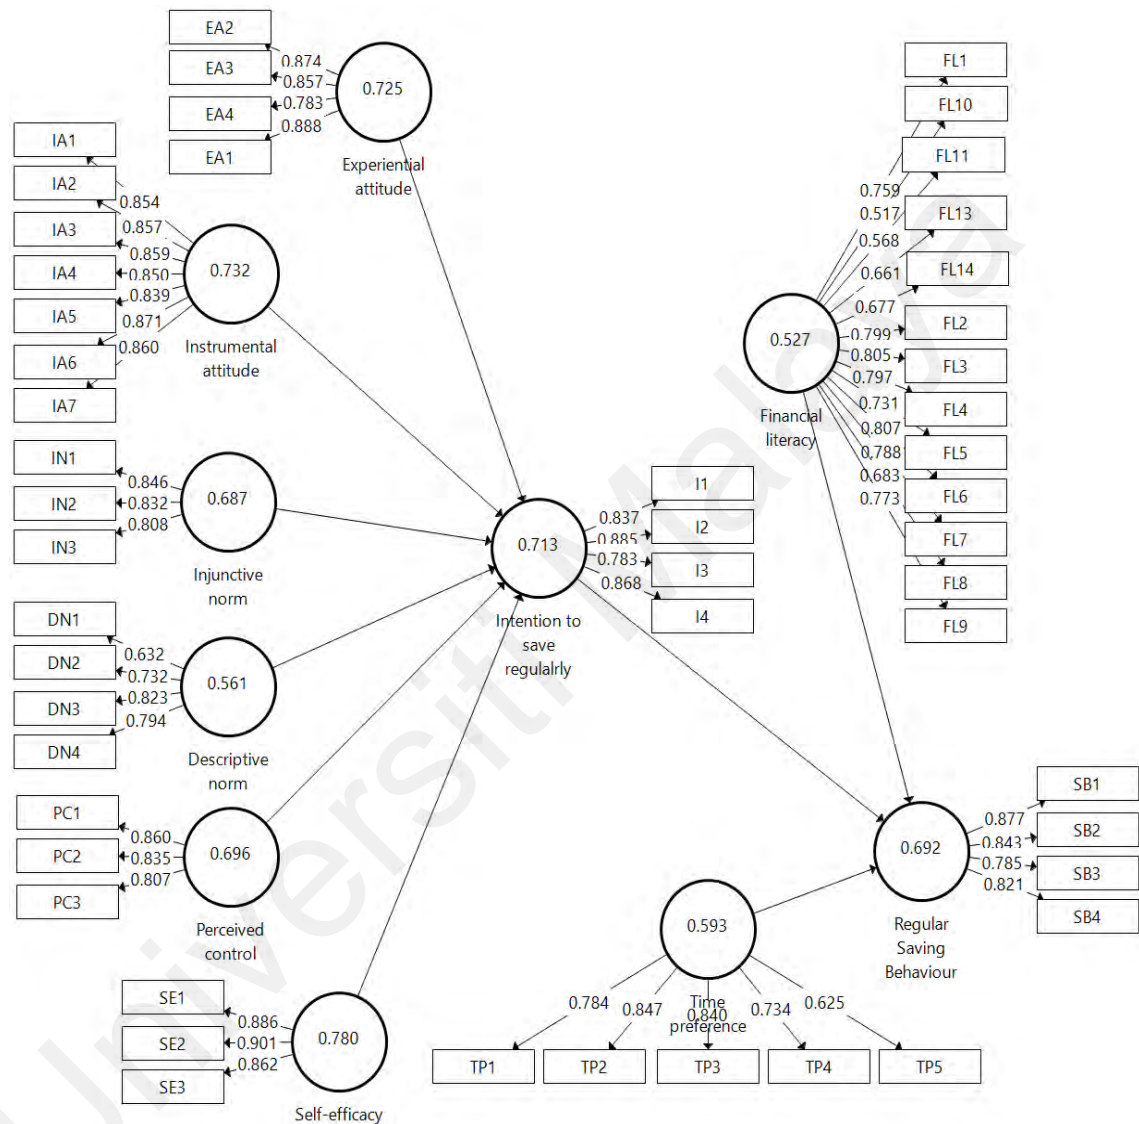 EA2
EA3
EA4
EA1
0.874
0.857
0.783
0.888
0.725
Experiential
attitude
IA1
IA2
IA3
IA4
IA5
IA6
IA7
0.854
0.857
0.859
0.850
0.839
0.871
0.860
0.732
Instrumental
attitude
IN1
IN2
IN3
0.846
0.832
0.808
0.687
Injunctive
norm
DN1
DN2
DN3
DN4
0.632
0.732
0.823
0.794
0.561
Descriptive
norm
PC1
PC2
PC3
0.860
0.835
0.807
0.696
Perceived
control
SE1
SE2
SE3
0.886
0.901
0.862
0.780
Self-efficacy
0.713
Intention to
save
regulalrly
0.837
0.885
0.783
0.868
I1
I2
I3
I4
0.527
Financial
literacy
0.759
0.517
0.568
0.661
0.677
0.799
0.805
0.797
0.731
0.807
0.788
0.683
0.773
FL1
FL10
FL11
FL13
FL14
FL2
FL3
FL4
FL5
FL6
FL7
FL8
FL9
0.692
Regular
Saving
Behaviour
0.877
0.843
0.785
0.821
SB1
SB2
SB3
SB4
0.593
Time
preference
0.784
0.847
0.840
0.734
0.625
TP1
TP2
TP3
TP4
TP5
Universiti Malaya